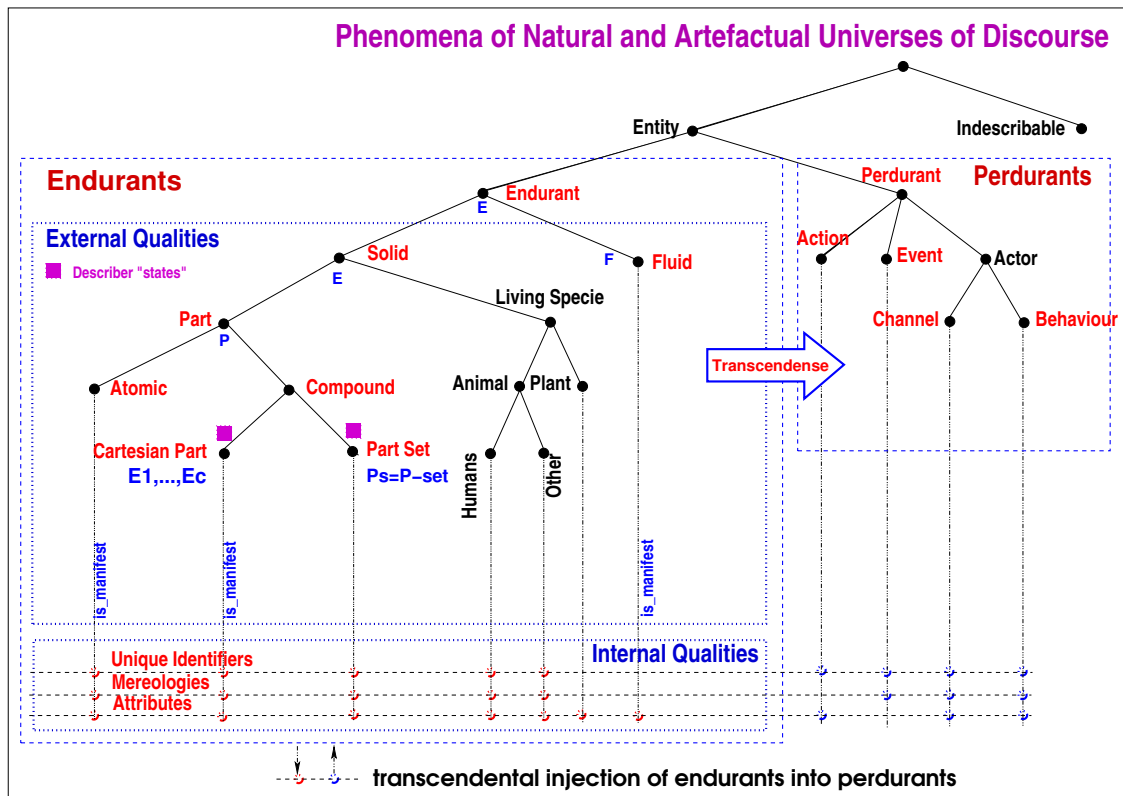 Phenomena of Natural and Artefactual Universes of Discourse
Entity
Indescribable
Endurants
Endurant
E
Perdurant
Perdurants
External Qualities
Describer "states"
Solid
E
F
Fluid
Action
Event
Actor
Living Specie
Part
P
Channel
Behaviour
Transcendense
Atomic
Compound
Animal
Plant
Cartesian Part
E1,...,Ec
Part Set
Ps=P-set
Humans
Other
is_manifest
is_manifest
is_manifest
Unique Identifiers
Internal Qualities
Mereologies
Attributes
transcendental injection of endurants into perdurants